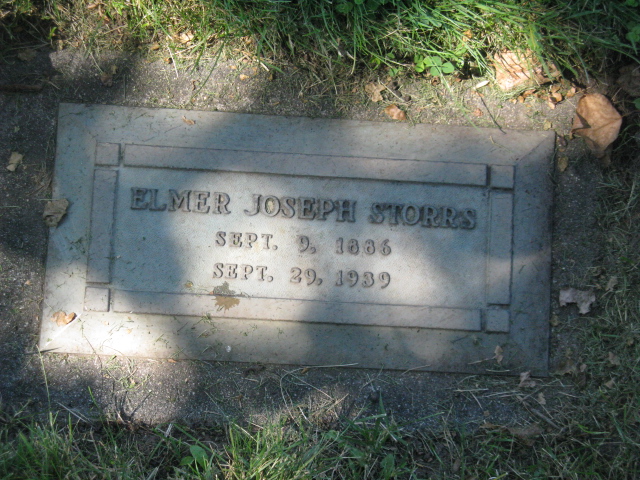 ELMER JOSEPH STORRS
SEPT. 9, 1886
SEPT. 29, 1939